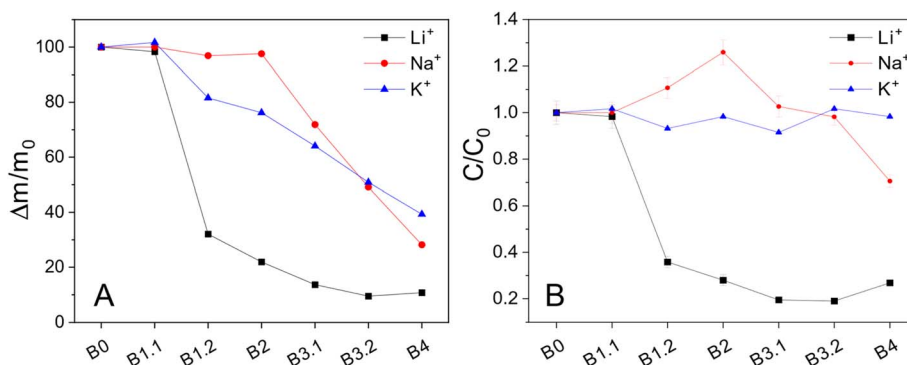 Li+
Na+
K+
Δm/m0
100
80
60
40
20
0
A
B0
B1.1
B1.2
B2
B3.1
B3.2
B4
Li+
Na+
K+
C/C0
1.4
1.2
1.0
0.8
0.6
0.4
0.2
B
B0
B1.1
B1.2
B2
B3.1
B3.2
B4